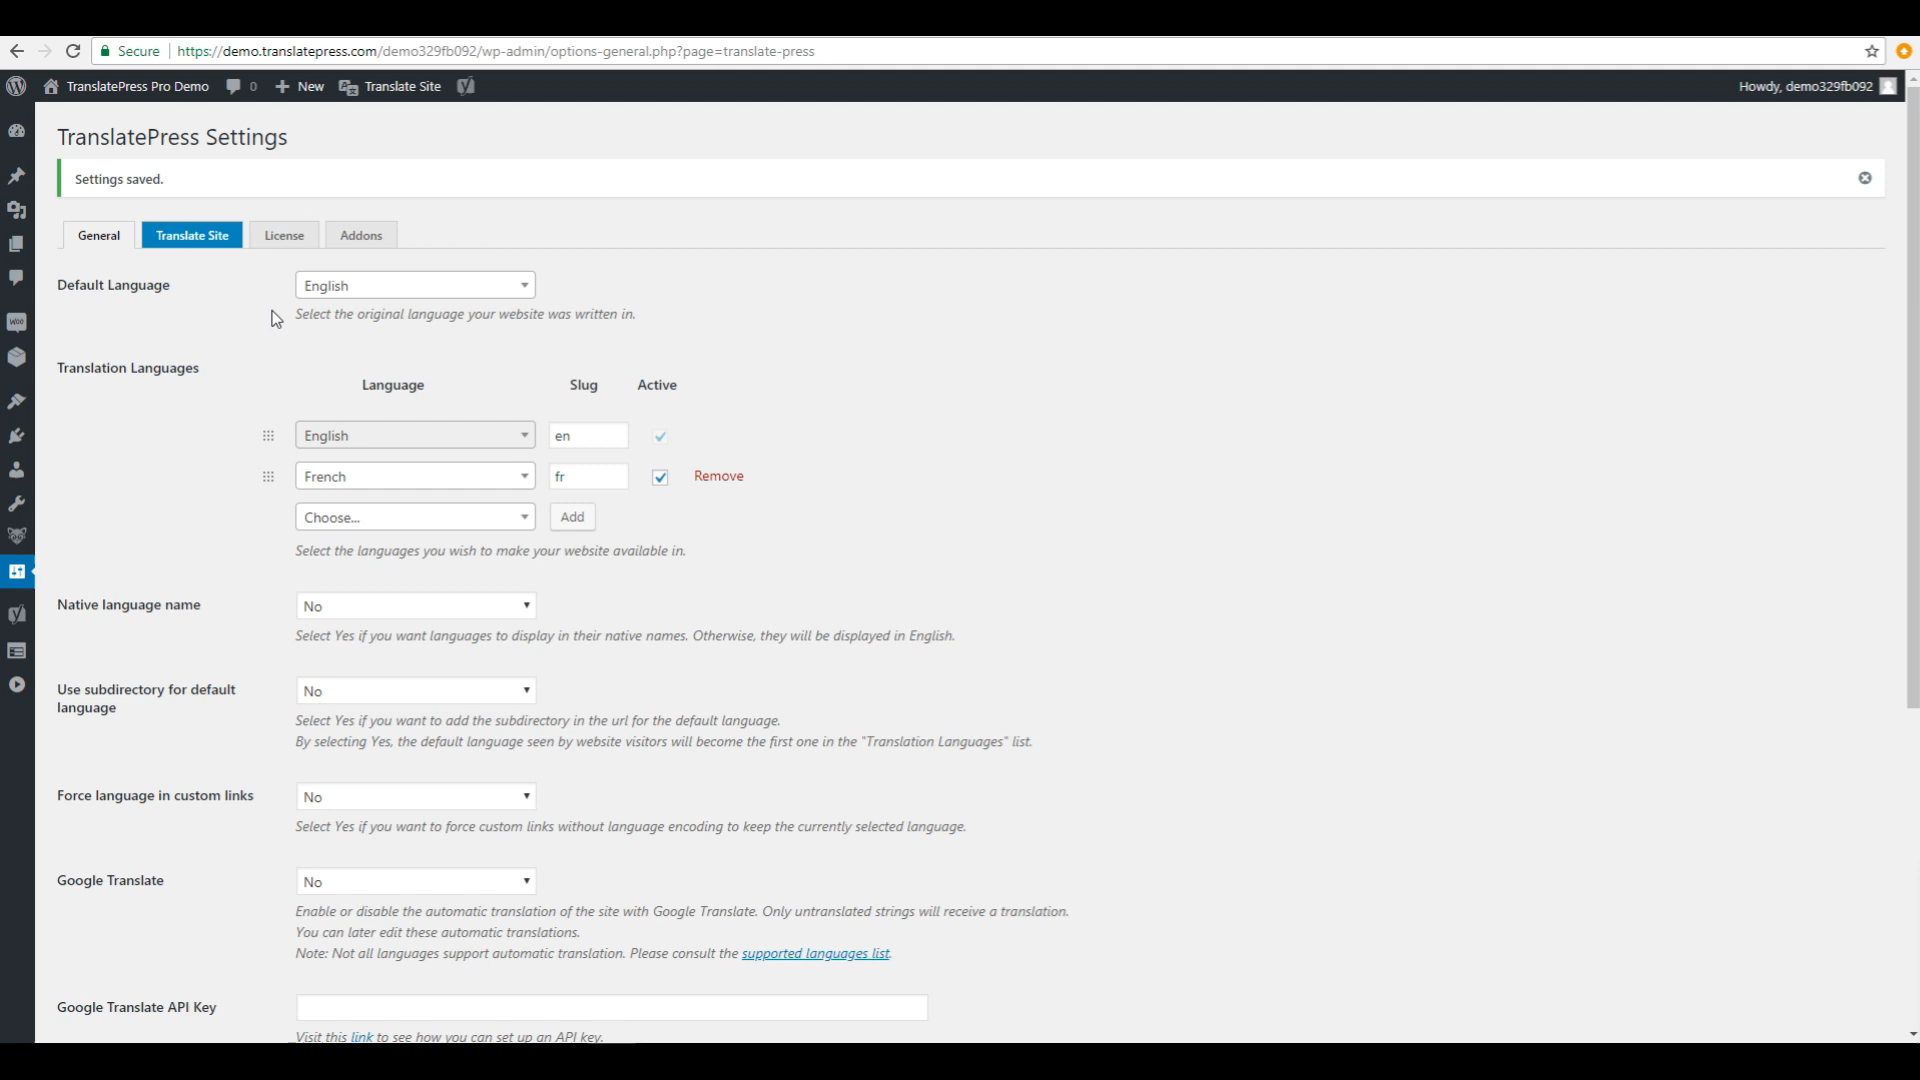 Secure https://demo.translatepress.com/demo329fb092/wp-admin/options-general.php?page=translate-press
TranslatePress Pro Demo 0 New Translate Site Howdy, demo329fb092
TranslatePress Settings
Settings saved.
General Translate Site License Addons
Default Language English
Select the original language your website was written in.
Translation Languages
Language Slug Active
English en
French fr Remove
Choose... Add
Select the languages you wish to make your website available in.
Native language name No
Select Yes if you want languages to display in their native names. Otherwise, they will be displayed in English.
Use subdirectory for default
language
No
Select Yes if you want to add the subdirectory in the url for the default language.
By selecting Yes, the default language seen by website visitors will become the first one in the "Translation Languages" list.
Force language in custom links No
Select Yes if you want to force custom links without language encoding to keep the currently selected language.
Google Translate No
Enable or disable the automatic translation of the site with Google Translate. Only untranslated strings will receive a translation.
You can later edit these automatic translations.
Note: Not all languages support automatic translation. Please consult the supported languages list.
Google Translate API Key
Visit this link to see how you can set up an API key.
Woo